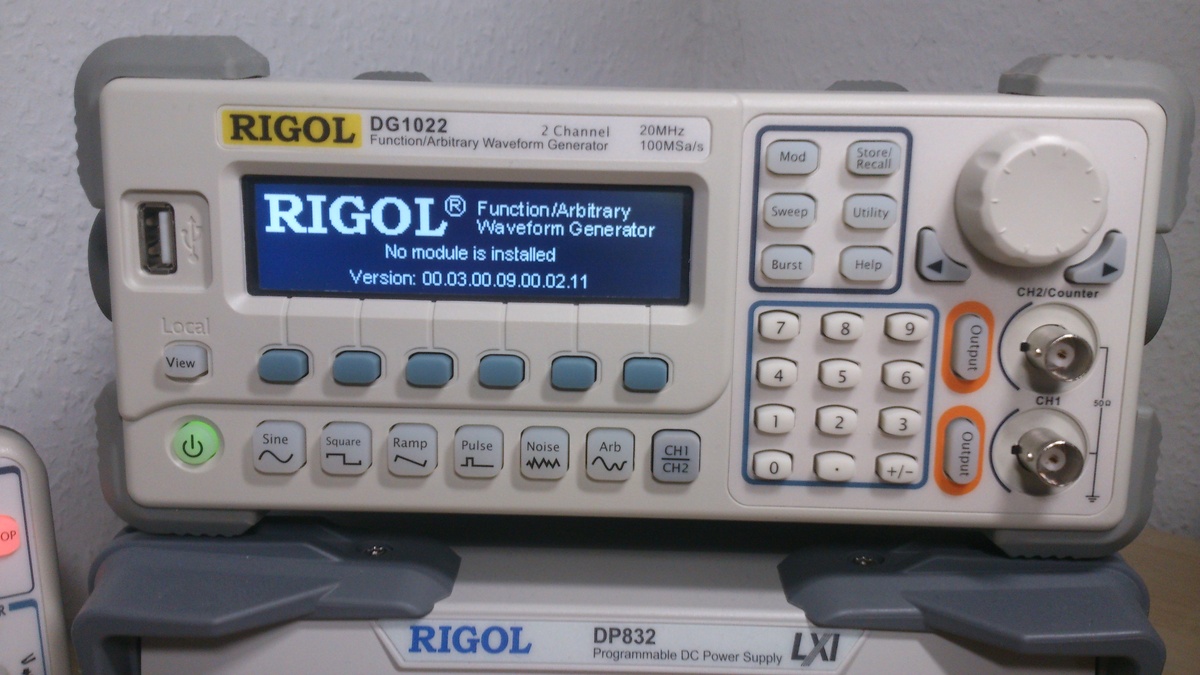 RIGOL DG1022 2 Channel 20MHz
Function/Arbitrary Waveform Generator 100MSa/s
RIGOL® Function/Arbitrary
Waveform Generator
No module is installed
Version: 00.03.00.09.00.02.11
Local
View
Sine
Square
Ramp
Pulse
Noise
Arb
CH1
CH2
Mod
Store/
Recall
Sweep
Utility
Burst
Help
7 8 9
4 5 6
1 2 3
0 . +/-
CH2/Counter
Output
CH1
Output
50Ω
OP
R
V
RIGOL DP832
Programmable DC Power Supply
LXI